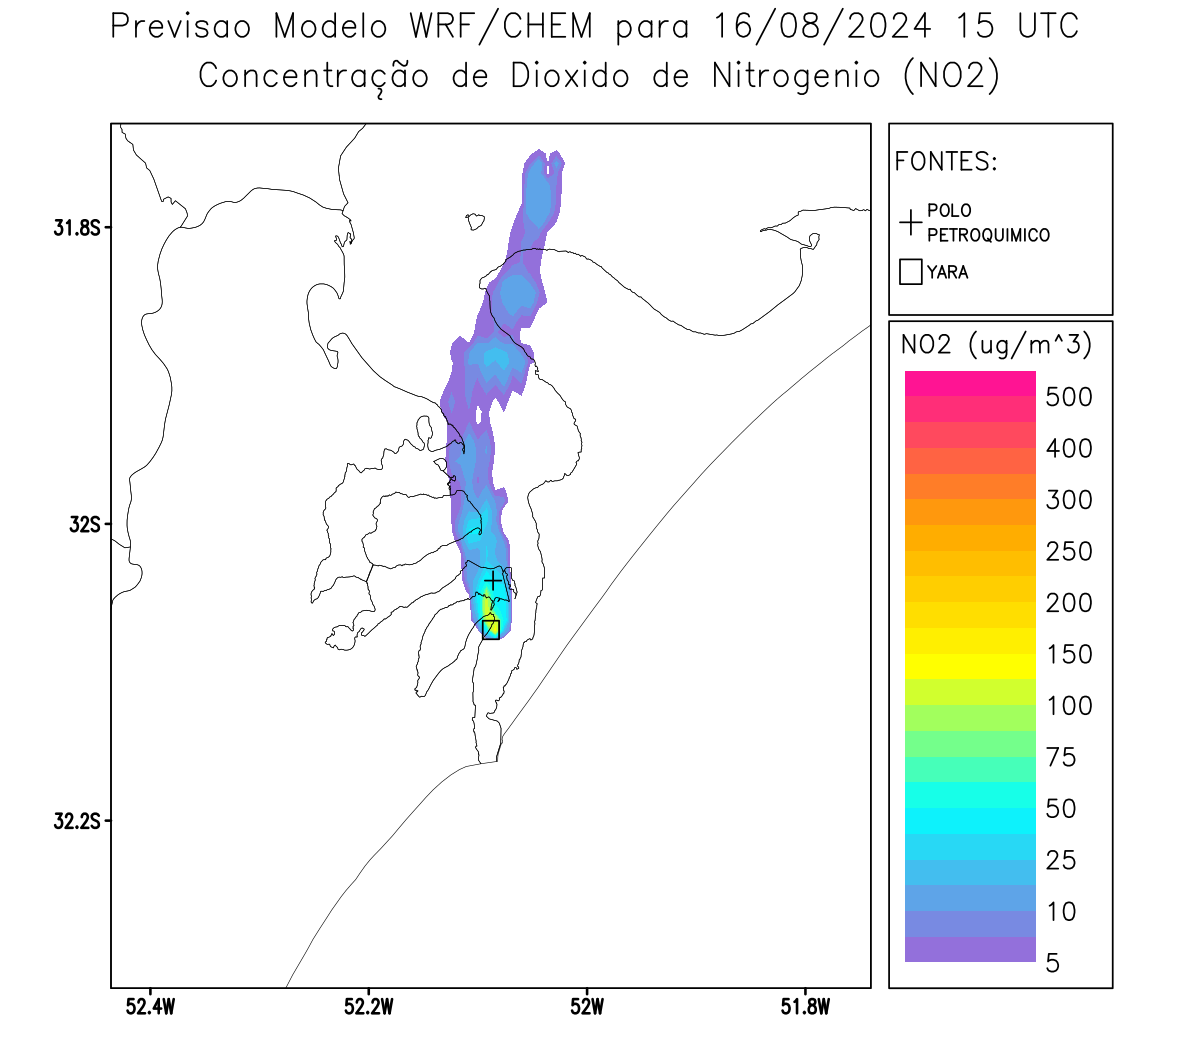 Previsao Modelo WRF/CHEM para 16/08/2024 15 UTC
Concentração de Dioxido de Nitrogenio (NO2)
FONTES:
POLO
PETROQUIMICO
YARA
NO2 (ug/m^3)
500
400
300
250
200
150
100
75
50
25
10
5
31.8S
32S
32.2S
52.4W
52.2W
52W
51.8W